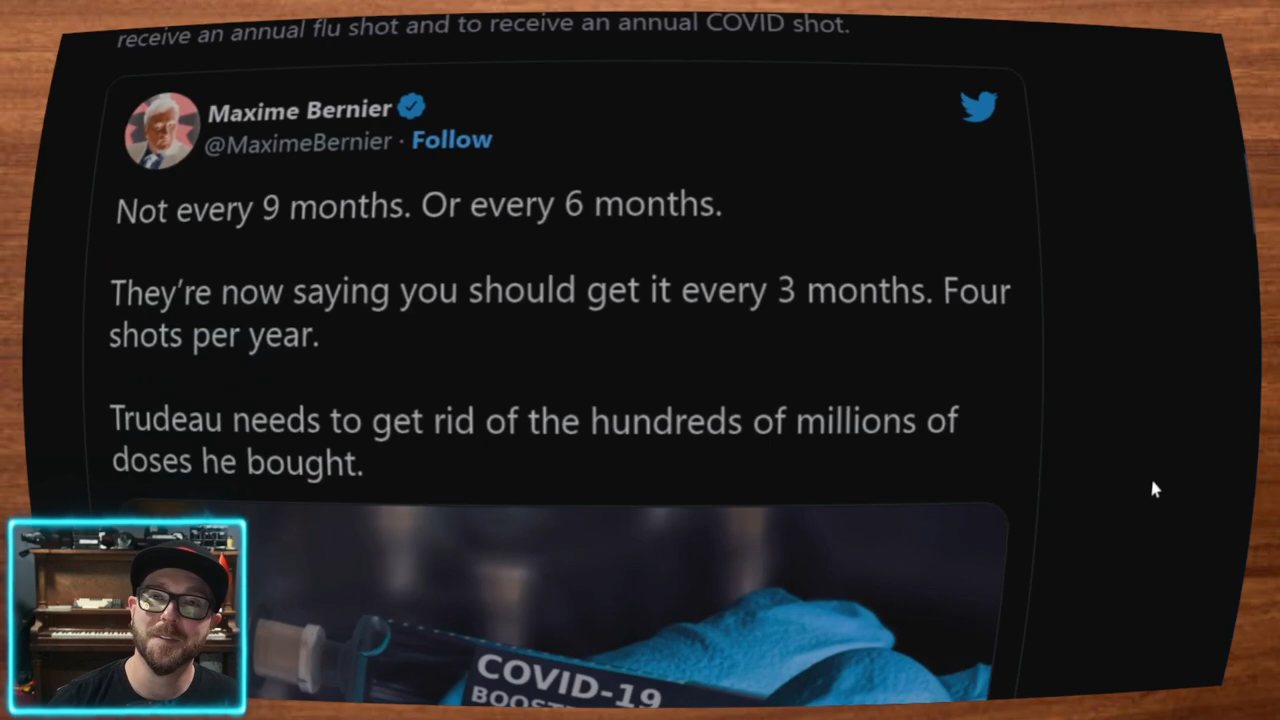 receive an annual flu shot and to receive an annual COVID shot.
Maxime Bernier
@MaximeBernier · Follow
Not every 9 months. Or every 6 months.
They're now saying you should get it every 3 months. Four
shots per year.
Trudeau needs to get rid of the hundreds of millions of
doses he bought.
COVID-19